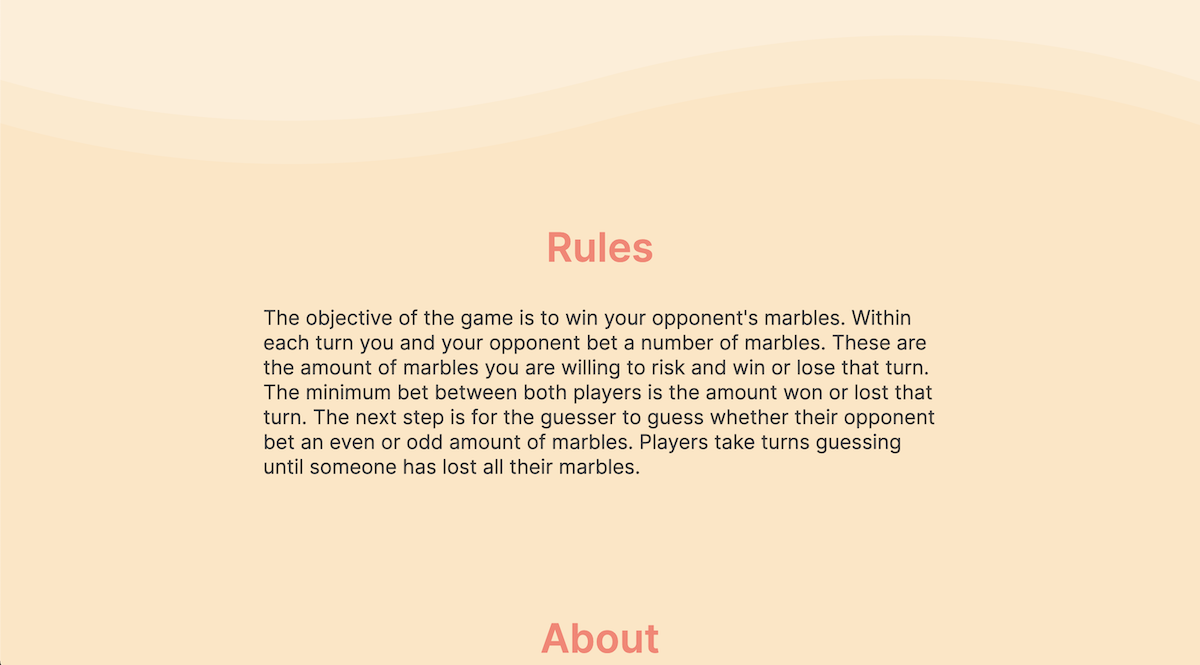 Rules
The objective of the game is to win your opponent's marbles. Within
each turn you and your opponent bet a number of marbles. These are
the amount of marbles you are willing to risk and win or lose that turn.
The minimum bet between both players is the amount won or lost that
turn. The next step is for the guesser to guess whether their opponent
bet an even or odd amount of marbles. Players take turns guessing
until someone has lost all their marbles.
About